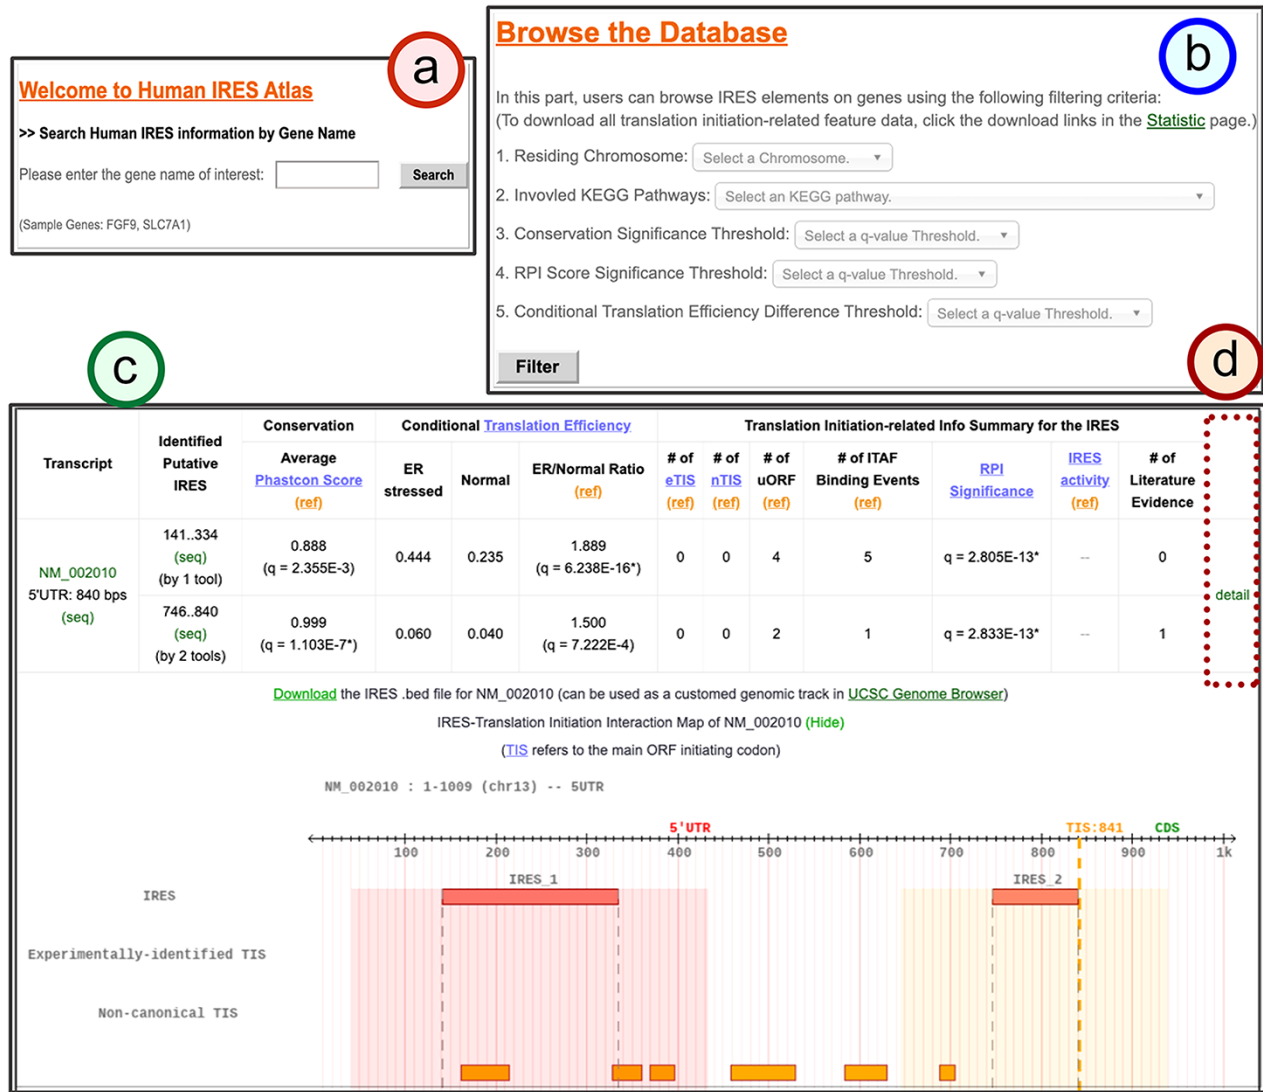 a
Welcome to Human IRES Atlas
>> Search Human IRES information by Gene Name
Please enter the gene name of interest: Search
(Sample Genes: FGF9, SLC7A1)
b
Browse the Database
In this part, users can browse IRES elements on genes using the following filtering criteria:
(To download all translation initiation-related feature data, click the download links in the Statistic page.)
1. Residing Chromosome: Select a Chromosome.
2. Invovled KEGG Pathways: Select an KEGG pathway.
3. Conservation Significance Threshold: Select a q-value Threshold.
4. RPI Score Significance Threshold: Select a q-value Threshold.
5. Conditional Translation Efficiency Difference Threshold: Select a q-value Threshold.
Filter
c
d
Transcript
Identified
Putative
IRES
Conservation
Average
Phastcon Score
(ref)
Conditional Translation Efficiency
ER
stressed
Normal
ER/Normal Ratio
(ref)
Translation Initiation-related Info Summary for the IRES
# of
eTIS
(ref)
# of
nTIS
(ref)
# of
uORF
(ref)
# of ITAF
Binding Events
(ref)
RPI
Significance
IRES
activity
(ref)
# of
Literature
Evidence
NM_002010
5'UTR: 840 bps
(seq)
141..334
(seq)
(by 1 tool)
0.888
(q = 2.355E-3)
0.444
0.235
1.889
(q = 6.238E-16*)
0
0
4
5
q = 2.805E-13*
--
0
detail
746..840
(seq)
(by 2 tools)
0.999
(q = 1.103E-7*)
0.060
0.040
1.500
(q = 7.222E-4)
0
0
2
1
q = 2.833E-13*
--
1
Download the IRES .bed file for NM_002010 (can be used as a customed genomic track in UCSC Genome Browser)
IRES-Translation Initiation Interaction Map of NM_002010 (Hide)
(TIS refers to the main ORF initiating codon)
NM_002010 : 1-1009 (chr13) -- 5UTR
5'UTR TIS:841 CDS
100 200 300 400 500 600 700 800 900 1k
IRES_1 IRES_2
IRES
Experimentally-identified TIS
Non-canonical TIS